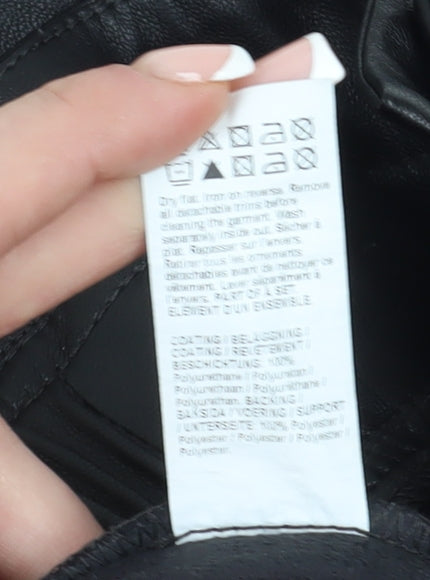 Dry flat. Iron on reverse. Remove
all detachable trims before
cleaning the garment. Wash
separately inside out. Sécher à
plat. Repasser sur l'envers.
Retirer tous les ornements
détachables avant de nettoyer ce
vêtement. Laver séparément à
l'envers. PART OF A SET.
ELEMENT D'UN ENSEMBLE.
COATING / BELAGGNING /
COATING / REVETEMENT /
BESCHICHTUNG: 100%
Polyurethane / Polyuretan /
Polyurethaan / Polyurethane /
Polyurethan. BACKING /
BAKSIDA / VOERING / SUPPORT
/ UNTERSEITE: 100% Polyester /
Polyester / Polyester / Polyester /
Polyester.